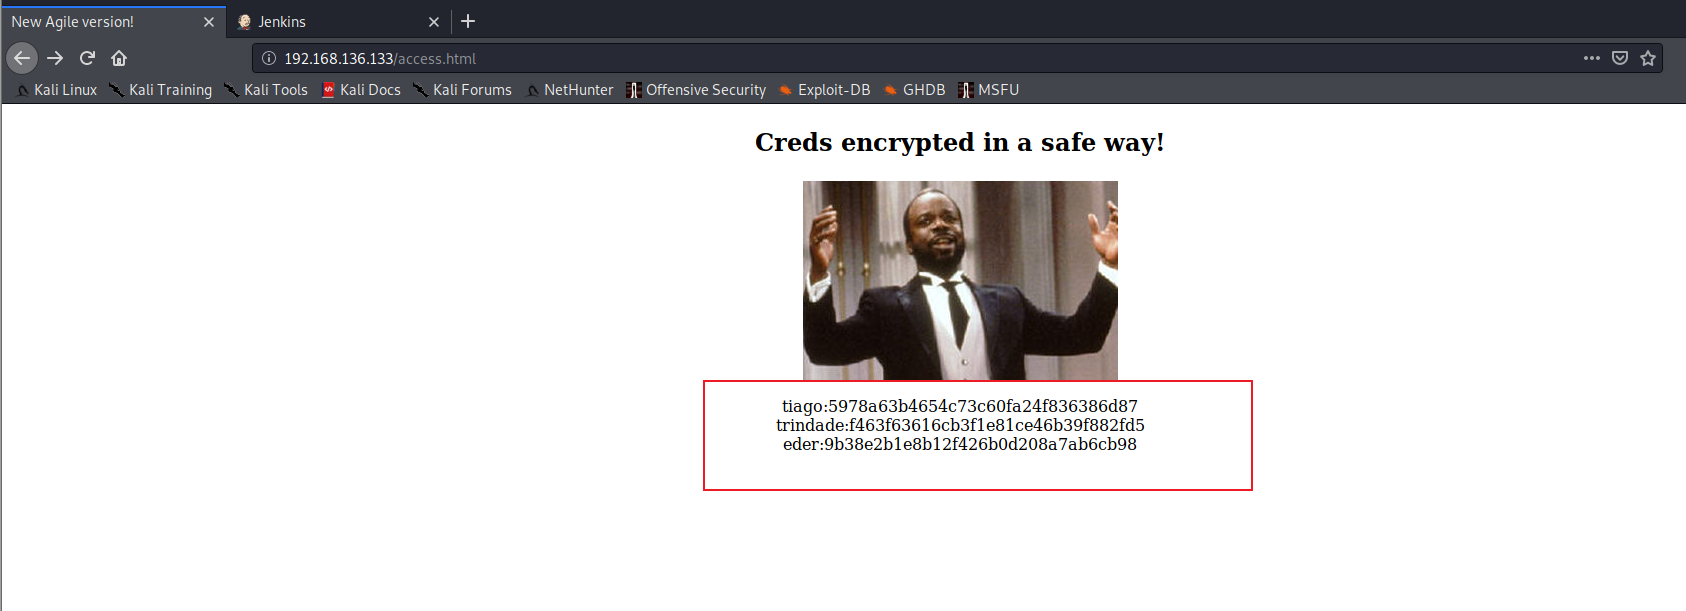 New Agile version!
Jenkins
192.168.136.133/access.html
Kali Linux
Kali Training
Kali Tools
Kali Docs
Kali Forums
NetHunter
Offensive Security
Exploit-DB
GHDB
MSFU
Creds encrypted in a safe way!
tiago:5978a63b4654c73c60fa24f836386d87
trindade:f463f63616cb3f1e81ce46b39f882fd5
eder:9b38e2b1e8b12f426b0d208a7ab6cb98